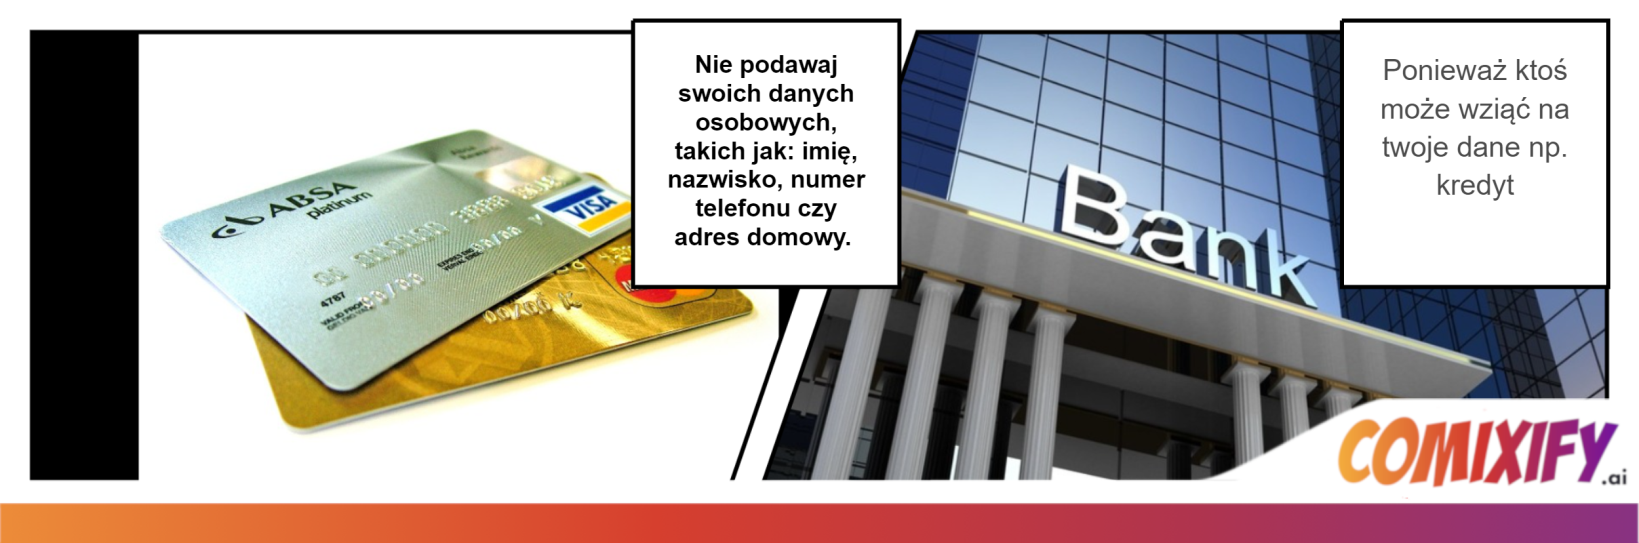 Nie podawaj
swoich danych
osobowych,
takich jak: imię,
nazwisko, numer
telefonu czy
adres domowy.
Ponieważ ktoś
może wziąć na
twoje dane np.
kredyt
ABSA
platinum
VISA
4787
Bank
COMIXIFY.ai